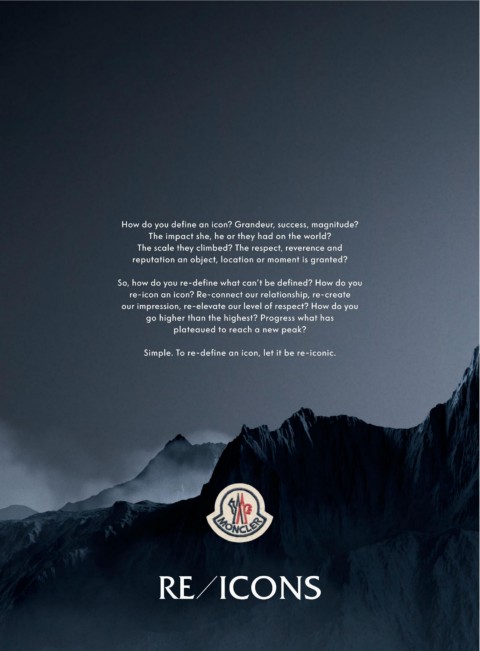 How do you define an icon? Grandeur, success, magnitude?
The impact she, he or they had on the world?
The scale they climbed? The respect, reverence and
reputation an object, location or moment is granted?
So, how do you re-define what can't be defined? How do you
re-icon an icon? Re-connect our relationship, re-create
our impression, re-elevate our level of respect? How do you
go higher than the highest? Progress what has
plateaued to reach a new peak?
Simple. To re-define an icon, let it be re-iconic.
MONCLER
RE/ICONS